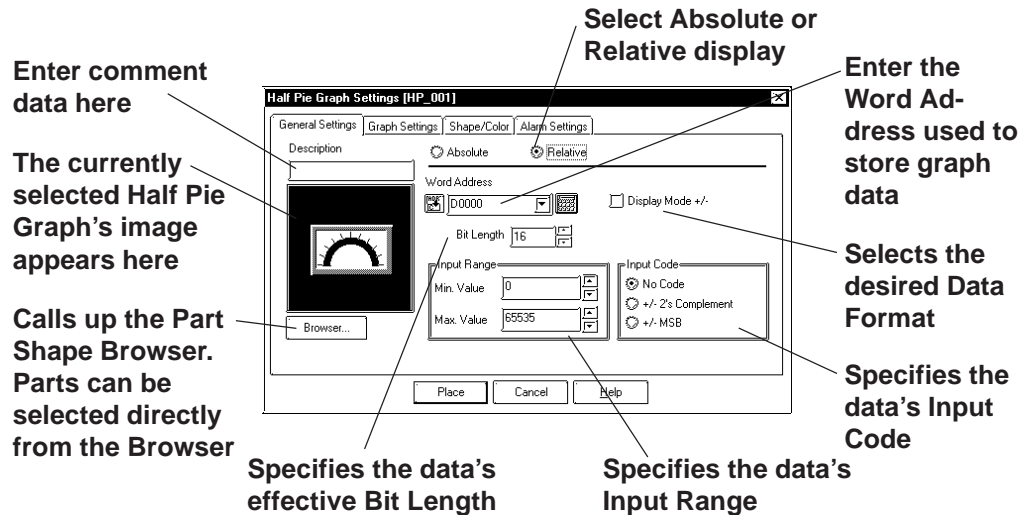 Select Absolute or
Relative display
Enter comment
data here
Enter the
Word Ad-
dress used to
store graph
data
The currently
selected Half Pie
Graph's image
appears here
Calls up the Part
Shape Browser.
Parts can be
selected directly
from the Browser
Half Pie Graph Settings [HP_001]
General Settings Graph Settings Shape/Color Alarm Settings
Description
Absolute Relative
Word Address
D0000
Display Mode +/-
Bit Length 16
Input Range
Min. Value 0
Max. Value 65535
Input Code
No Code
+/- 2's Complement
+/- MSB
Browser...
Place Cancel Help
Selects the
desired Data
Format
Specifies the
data's Input
Code
Specifies the data's
effective Bit Length
Specifies the data's
Input Range